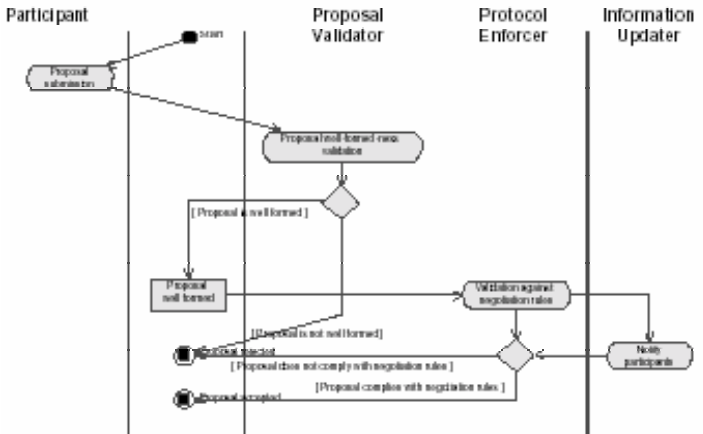 Participant
Proposal
Validator
Protocol
Enforcer
Information
Updater
Start
Proposal
submission
Proposal well-formed-ness
validation
[ Proposal is well formed ]
Proposal
well formed
Validation against
negotiation rules
[Proposal is not well formed]
Proposal rejected
Notify
participants
[ Proposal does not comply with negotiation rules ]
[Proposal complies with negotiation rules ]
Proposal accepted